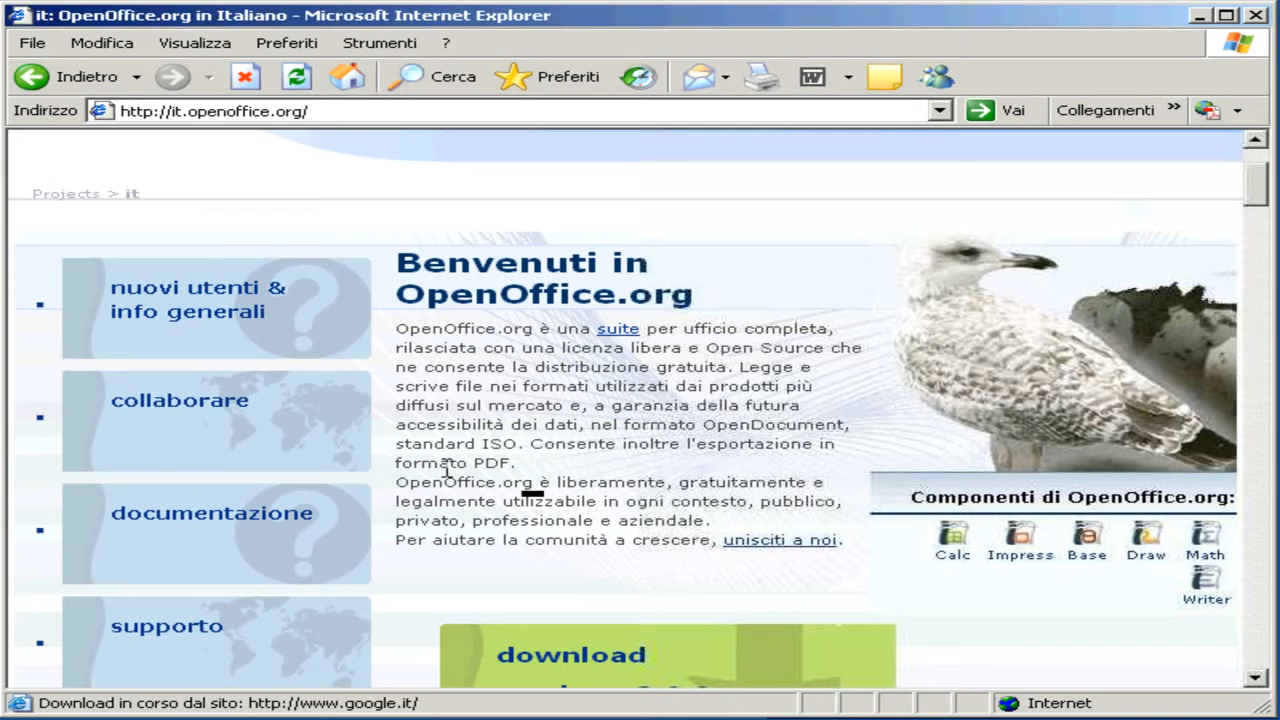 it: OpenOffice.org in Italiano - Microsoft Internet Explorer
File Modifica Visualizza Preferiti Strumenti ?
Indietro Cerca Preferiti
Indirizzo http://it.openoffice.org/ Vai Collegamenti »
Projects > it
nuovi utenti &
info generali
collaborare
documentazione
supporto
Benvenuti in
OpenOffice.org
OpenOffice.org è una suite per ufficio completa,
rilasciata con una licenza libera e Open Source che
ne consente la distribuzione gratuita. Legge e
scrive file nei formati utilizzati dai prodotti più
diffusi sul mercato e, a garanzia della futura
accessibilità dei dati, nel formato OpenDocument,
standard ISO. Consente inoltre l'esportazione in
formato PDF.
OpenOffice.org è liberamente, gratuitamente e
legalmente utilizzabile in ogni contesto, pubblico,
privato, professionale e aziendale.
Per aiutare la comunità a crescere, unisciti a noi.
download
Componenti di OpenOffice.org:
Calc Impress Base Draw Math
Writer
Download in corso dal sito: http://www.google.it/ Internet